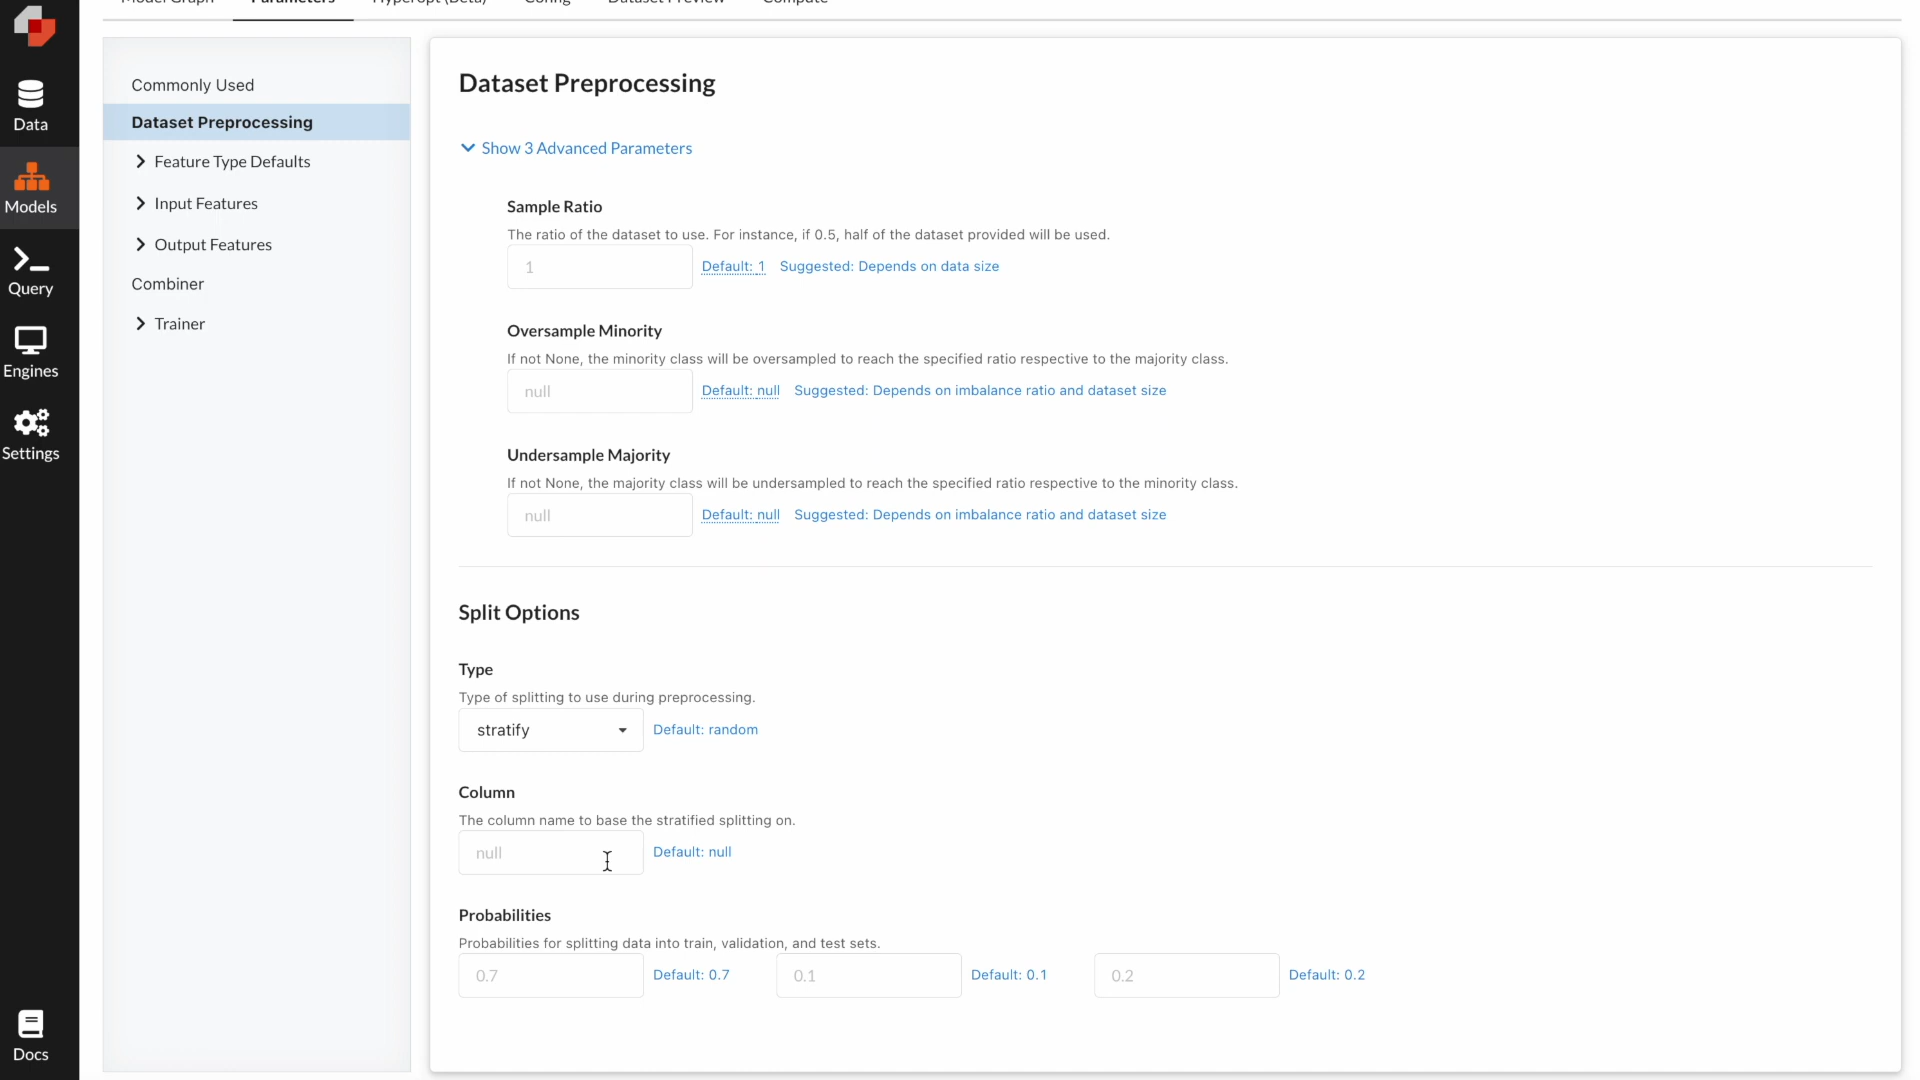 Model Graph Parameters Hyperopt (Beta) Config Dataset Preview Compute
Data
Models
Query
Engines
Settings
Docs
Commonly Used
Dataset Preprocessing
Feature Type Defaults
Input Features
Output Features
Combiner
Trainer
Dataset Preprocessing
Show 3 Advanced Parameters
Sample Ratio
The ratio of the dataset to use. For instance, if 0.5, half of the dataset provided will be used.
1 Default: 1 Suggested: Depends on data size
Oversample Minority
If not None, the minority class will be oversampled to reach the specified ratio respective to the majority class.
null Default: null Suggested: Depends on imbalance ratio and dataset size
Undersample Majority
If not None, the majority class will be undersampled to reach the specified ratio respective to the minority class.
null Default: null Suggested: Depends on imbalance ratio and dataset size
Split Options
Type
Type of splitting to use during preprocessing.
stratify Default: random
Column
The column name to base the stratified splitting on.
null Default: null
Probabilities
Probabilities for splitting data into train, validation, and test sets.
0.7 Default: 0.7 0.1 Default: 0.1 0.2 Default: 0.2